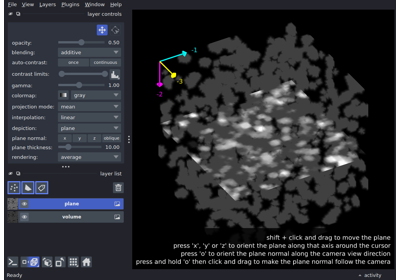 File View Layers Plugins Window Help
layer controls
opacity: 0.50
blending: additive
auto-contrast: once continuous
contrast limits:
gamma: 1.00
colormap: gray
projection mode: mean
interpolation: linear
depiction: plane
plane normal: x y z oblique
plane thickness: 10.00
rendering: average
layer list
plane
volume
Ready
-1
-3
-2
shift + click and drag to move the plane
press 'x', 'y' or 'z' to orient the plane along that axis around the cursor
press 'o' to orient the plane normal along the camera view direction
press and hold 'o' then click and drag to make the plane normal follow the camera
activity